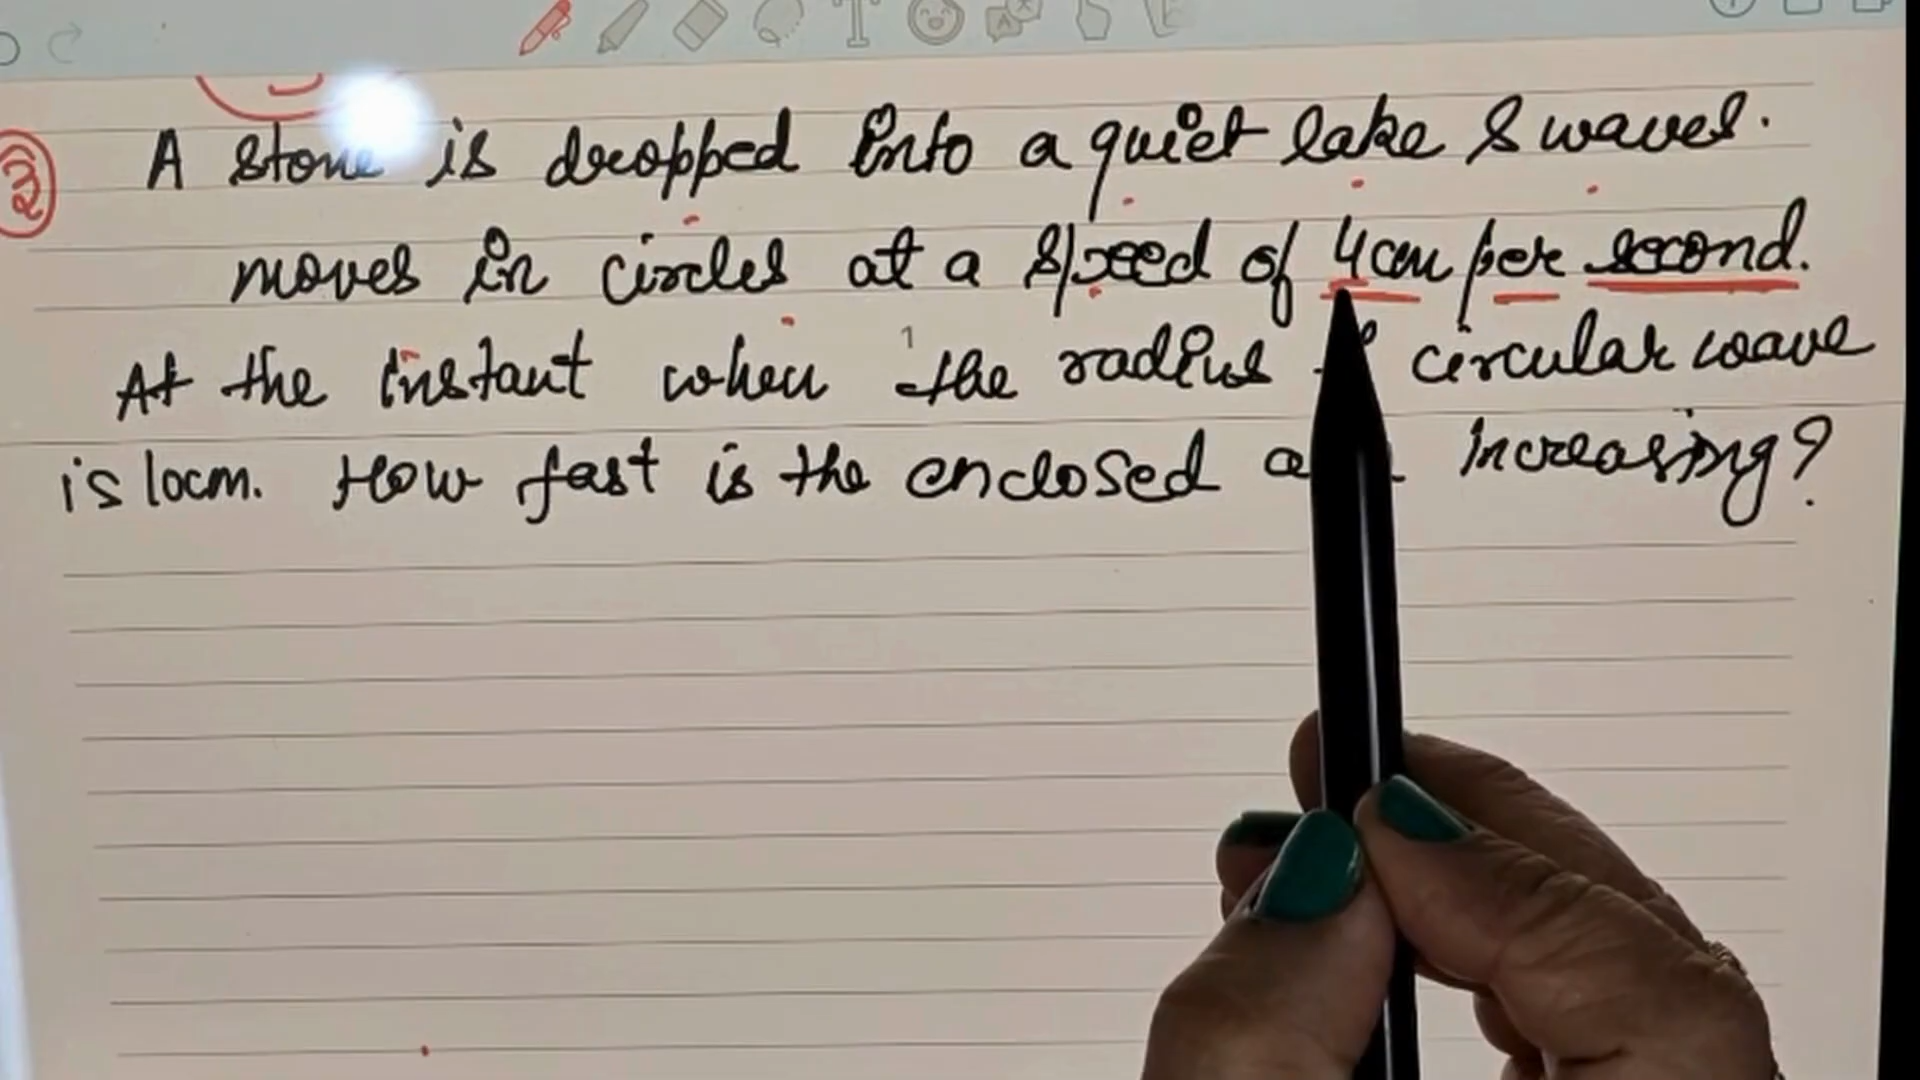 ② A stone is dropped into a quiet lake & waves.
moves in circles at a speed of 4cm per second.
At the instant when the radius circular wave
is 10cm. How fast is the enclosed increasing?